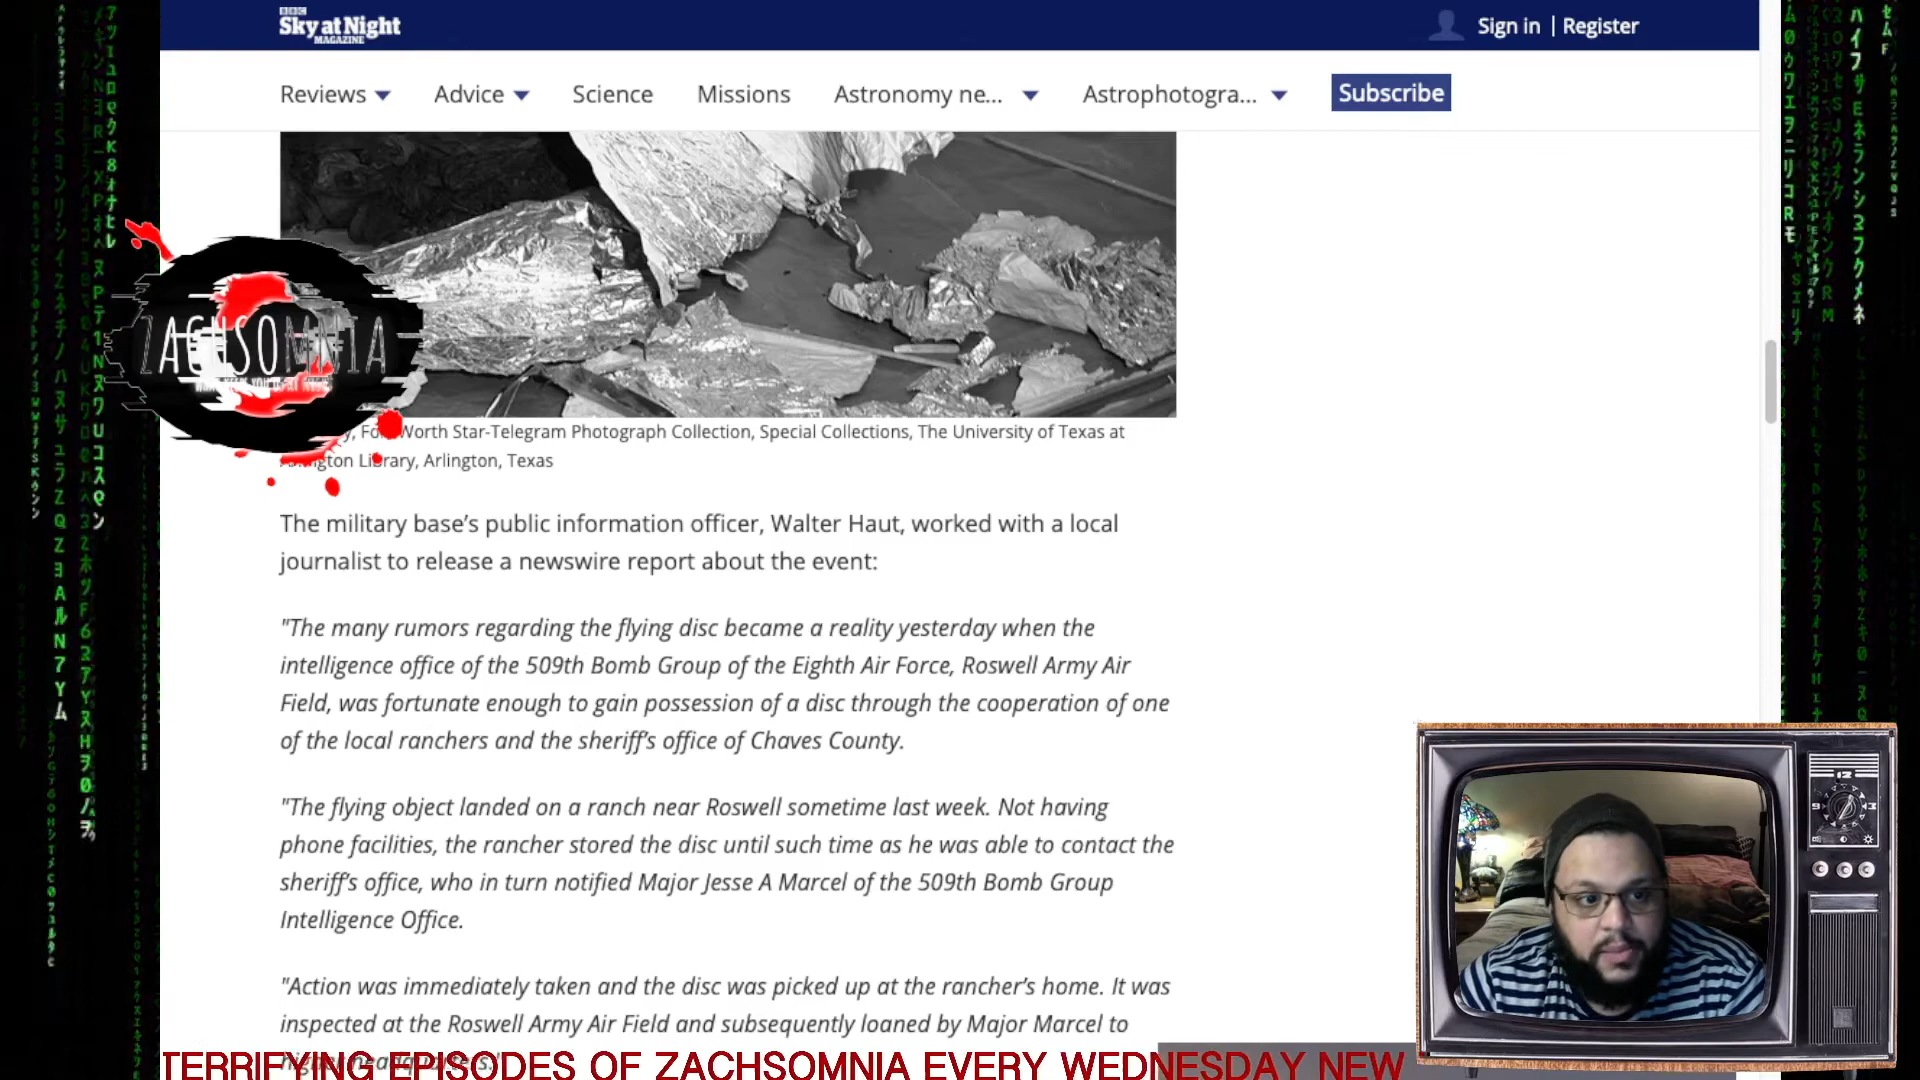 BBC
Sky at Night
MAGAZINE
Sign in | Register
Reviews
Advice
Science
Missions
Astronomy ne...
Astrophotogra...
Subscribe
ZACHSOMNIA
Worth Star-Telegram Photograph Collection, Special Collections, The University of Texas at
Library, Arlington, Texas
The military base’s public information officer, Walter Haut, worked with a local
journalist to release a newswire report about the event:
"The many rumors regarding the flying disc became a reality yesterday when the
intelligence office of the 509th Bomb Group of the Eighth Air Force, Roswell Army Air
Field, was fortunate enough to gain possession of a disc through the cooperation of one
of the local ranchers and the sheriff’s office of Chaves County.
"The flying object landed on a ranch near Roswell sometime last week. Not having
phone facilities, the rancher stored the disc until such time as he was able to contact the
sheriff’s office, who in turn notified Major Jesse A Marcel of the 509th Bomb Group
Intelligence Office.
"Action was immediately taken and the disc was picked up at the rancher’s home. It was
inspected at the Roswell Army Air Field and subsequently loaned by Major Marcel to
higher headquarters."
TERRIFYING EPISODES OF ZACHSOMNIA EVERY WEDNESDAY NEW
12
9
3